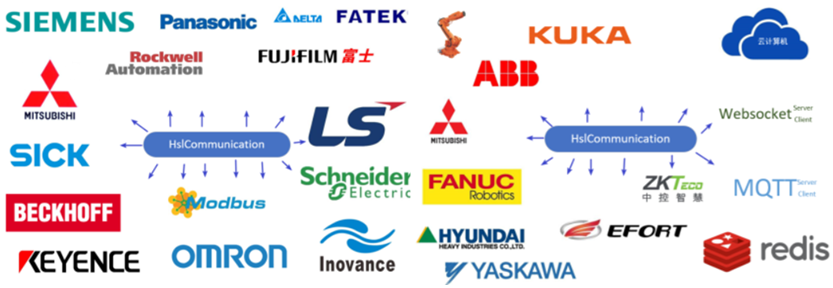 SIEMENS
Panasonic
DELTA
FATEK
Rockwell
Automation
FUJIFILM 富士
MITSUBISHI
HslCommunication
LS
SICK
Schneider
Electric
BECKHOFF
Modbus
KEYENCE
OMRON
Inovance
KUKA
ABB
云计算机
MITSUBISHI
HslCommunication
Websocket Server
Client
FANUC
Robotics
ZKTeco
中控智慧
MQTT Server
Client
HYUNDAI
HEAVY INDUSTRIES CO.,LTD.
EFORT
YASKAWA
redis